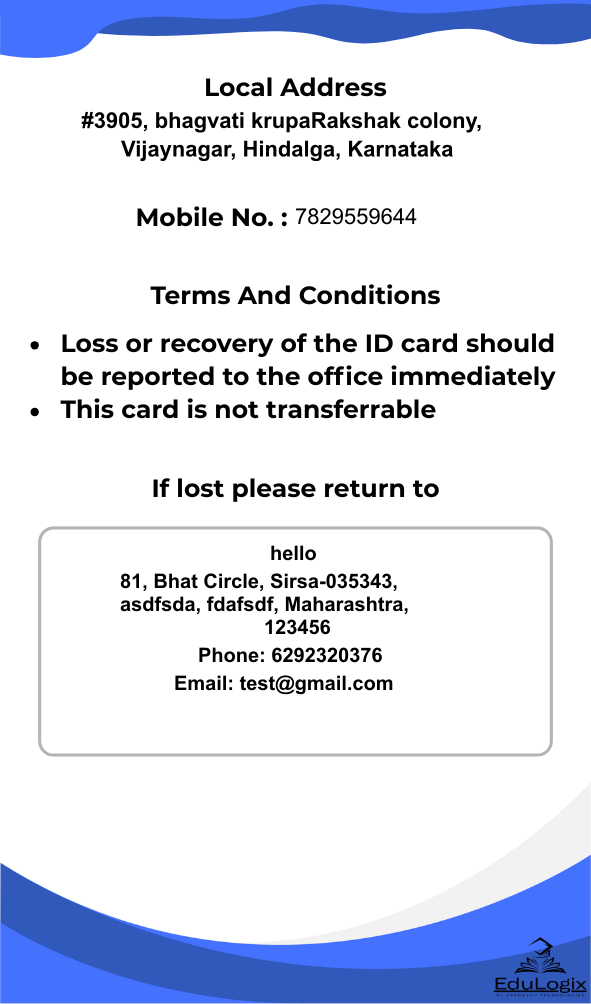 Local Address
#3905, bhagvati krupaRakshak colony,
Vijaynagar, Hindalga, Karnataka
Mobile No. : 7829559644
Terms And Conditions
• Loss or recovery of the ID card should
be reported to the office immediately
• This card is not transferrable
If lost please return to
hello
81, Bhat Circle, Sirsa-035343,
asdfsda, fdafsdf, Maharashtra,
123456
Phone: 6292320376
Email: test@gmail.com
EduLogix